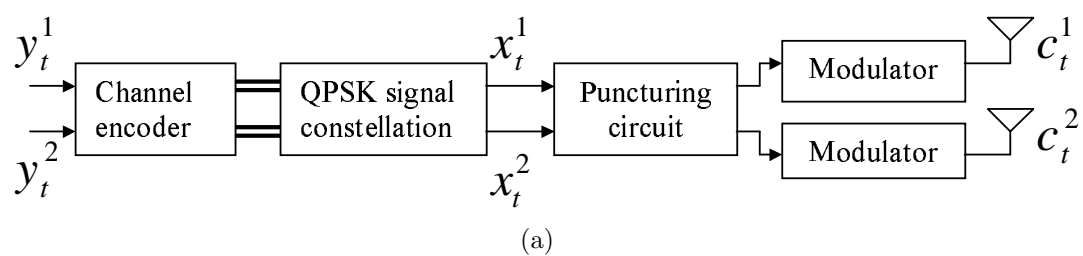 y_t^1
Channel encoder
y_t^2
QPSK signal constellation
x_t^1
x_t^2
Puncturing circuit
Modulator
c_t^1
Modulator
c_t^2
(a)